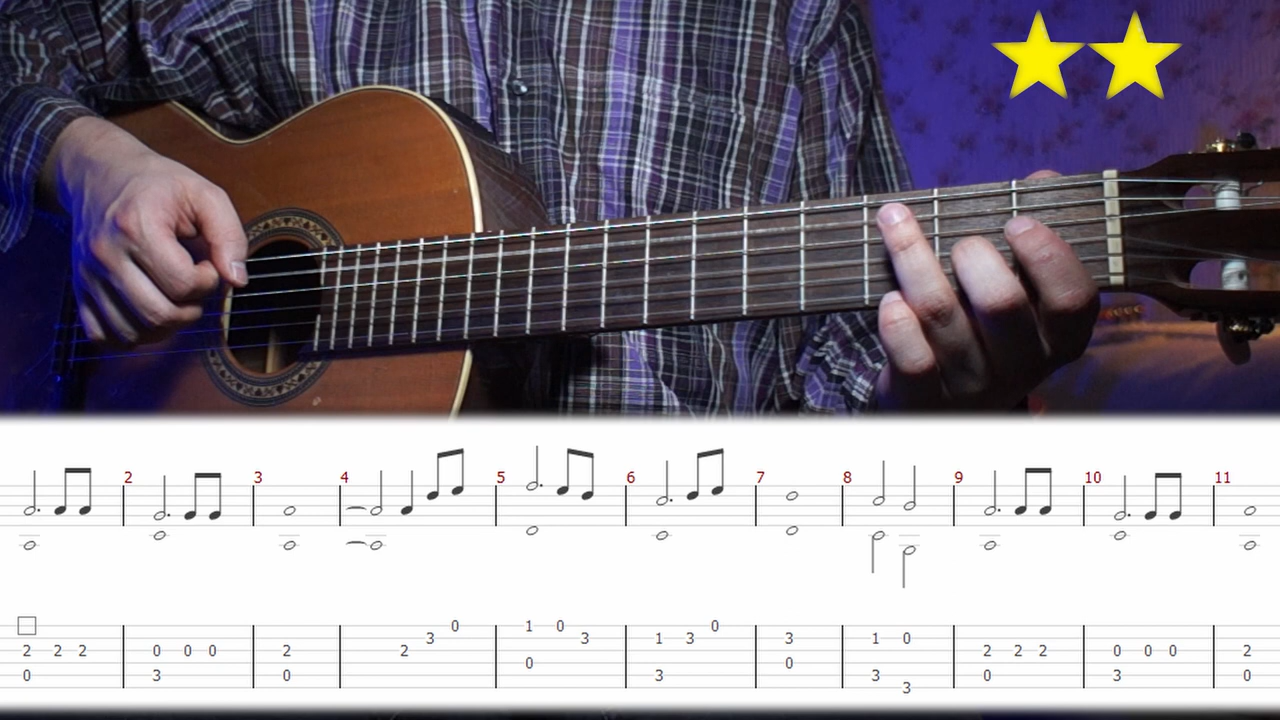 2 3 4 5 6 7 8 9 10 11
0 1 0 0
3 3 1 3 3 1 0
2 2 2 0 0 0 2 2 2 2 2 0 0 0 2
0 0
0 3 0 3 3 0 3 0
3